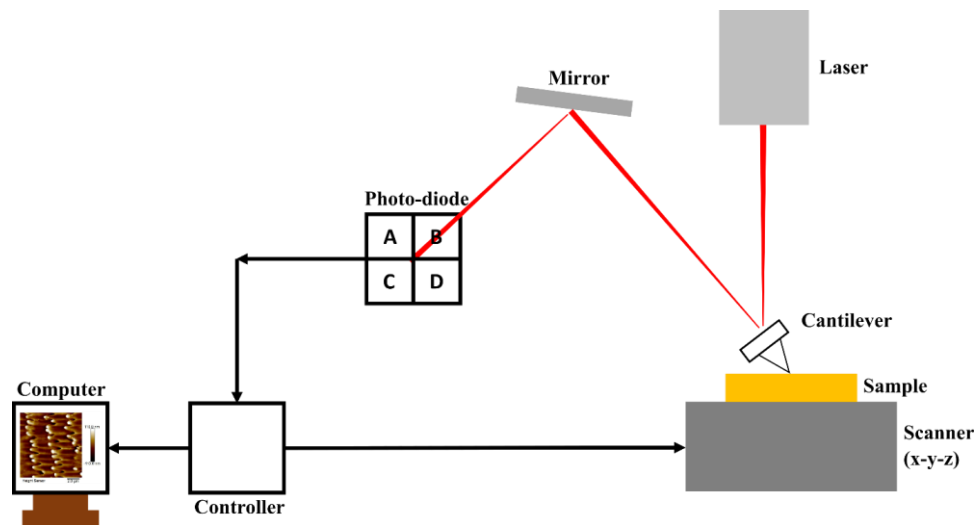 Laser
Mirror
Photo-diode
A B
C D
Cantilever
Sample
Computer
Scanner
(x-y-z)
Controller